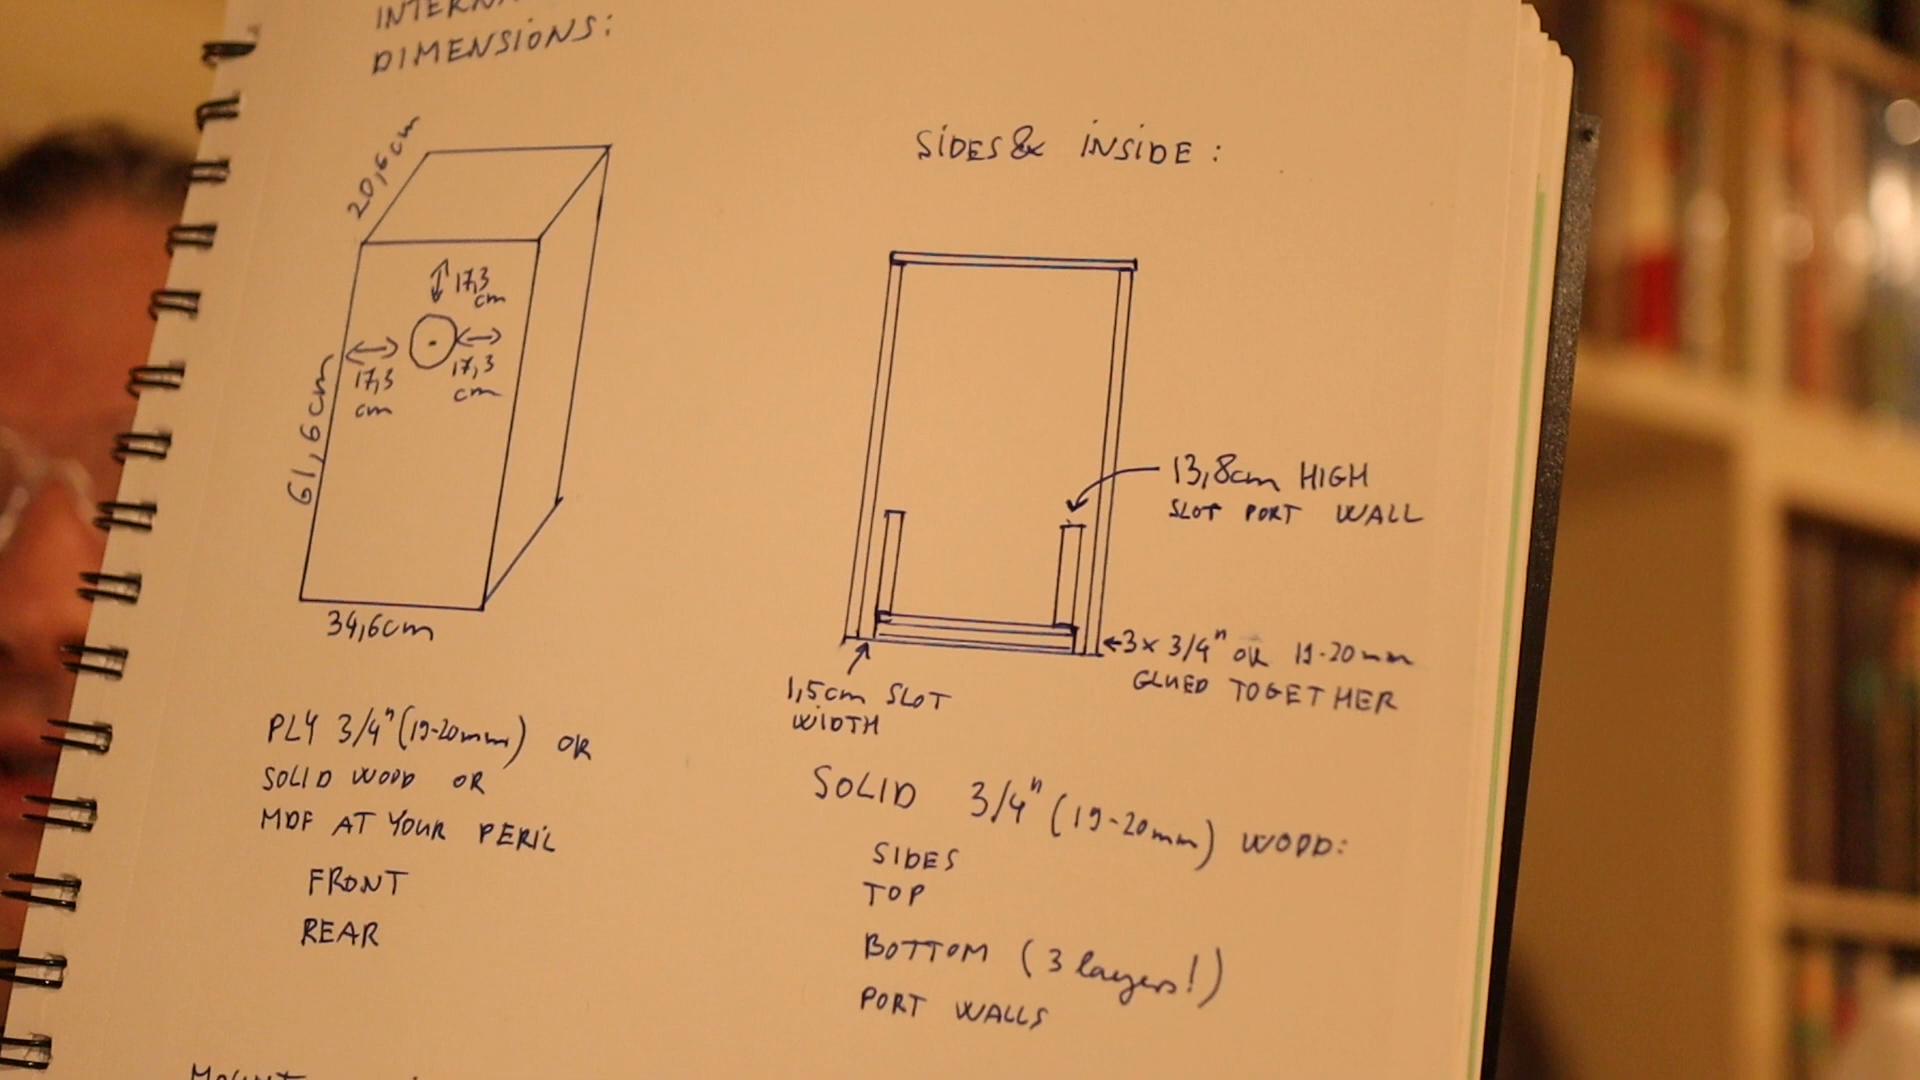 DIMENSIONS:
20,6cm
17,3
cm
17,3
cm
17,3
cm
61,6cm
34,6cm
PLY 3/4" (19-20mm) OR
SOLID WOOD OR
MDF AT YOUR PERIL
FRONT
REAR
SIDES & INSIDE:
13,8cm HIGH
SLOT PORT WALL
←3x 3/4" OR 19-20mm
GLUED TOGETHER
1,5cm SLOT
WIDTH
SOLID 3/4" (19-20mm) WOOD:
SIDES
TOP
BOTTOM (3 layers!)
PORT WALLS